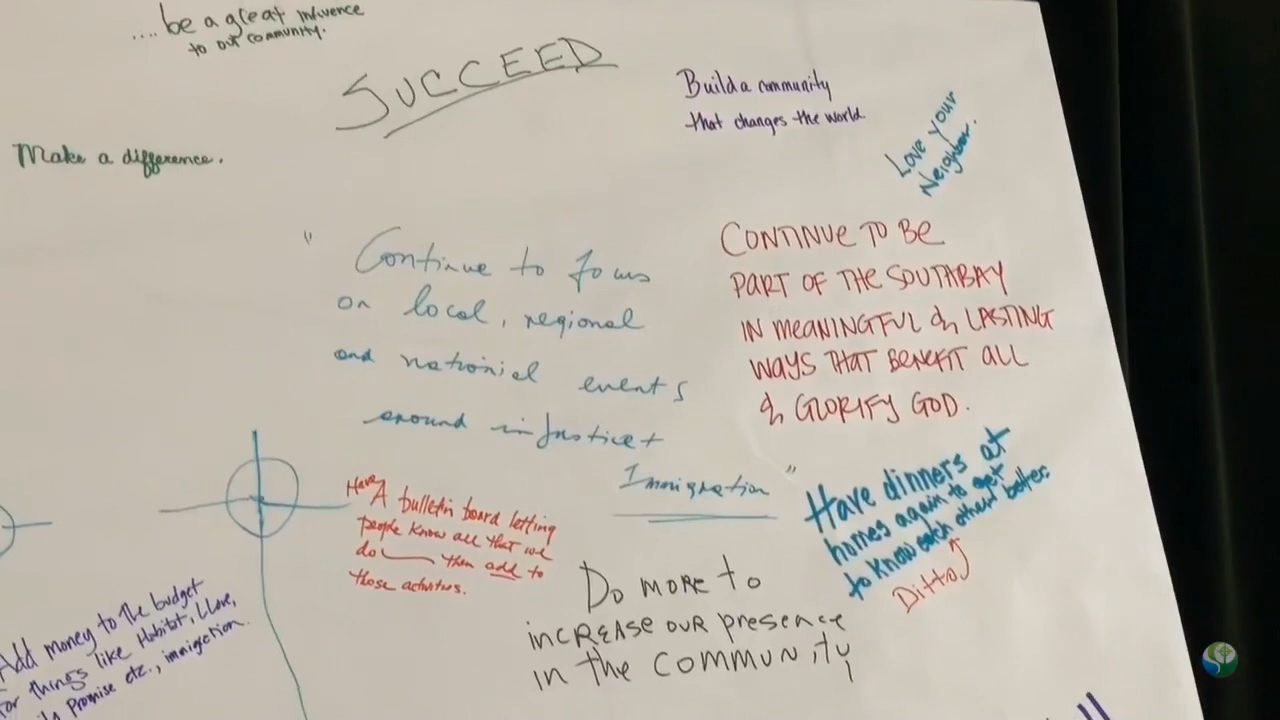 .... be a great influence
to our community.
SUCCEED
Build a community
that changes the world
Love your
Neighbor.
Make a difference.
" Continue to focus
on local, regional
and national events
around injustice +
Immigration "
CONTINUE TO BE
PART OF THE SOUTHBAY
IN MEANINGFUL & LASTING
WAYS THAT BENEFIT ALL
& GLORIFY GOD.
Have
A bulletin board letting
people know all that we
do — then add to
those activities.
Have dinners at
homes again to get
to know each other better.
Ditto
Do more to
increase our presence
in the community
Add money to the budget
for things like Habitat, I Love,
Promise etc., immigration.